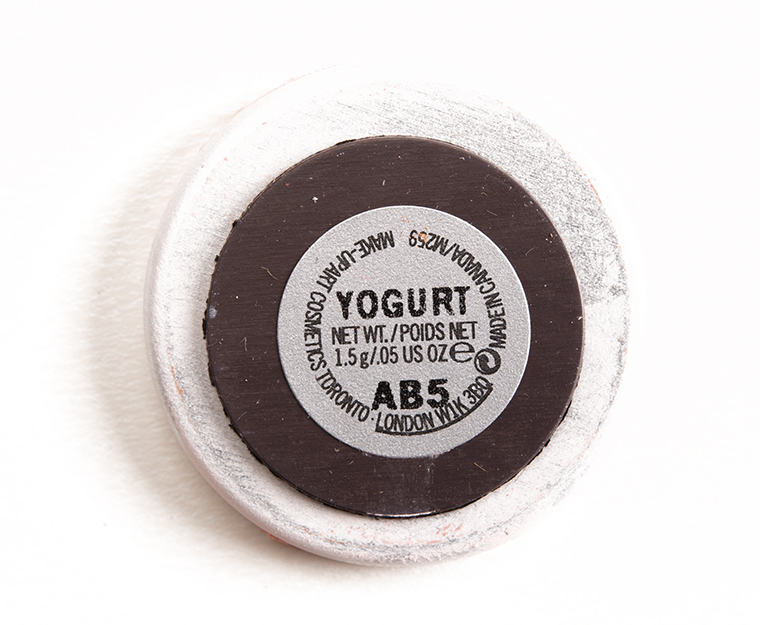 YOGURT
NET WT./POIDS NET
1.5 g/.05 US OZ e
AB5
MAKE-UP ART COSMETICS TORONTO · LONDON W1K 3BQ
MADE IN CANADA/M259